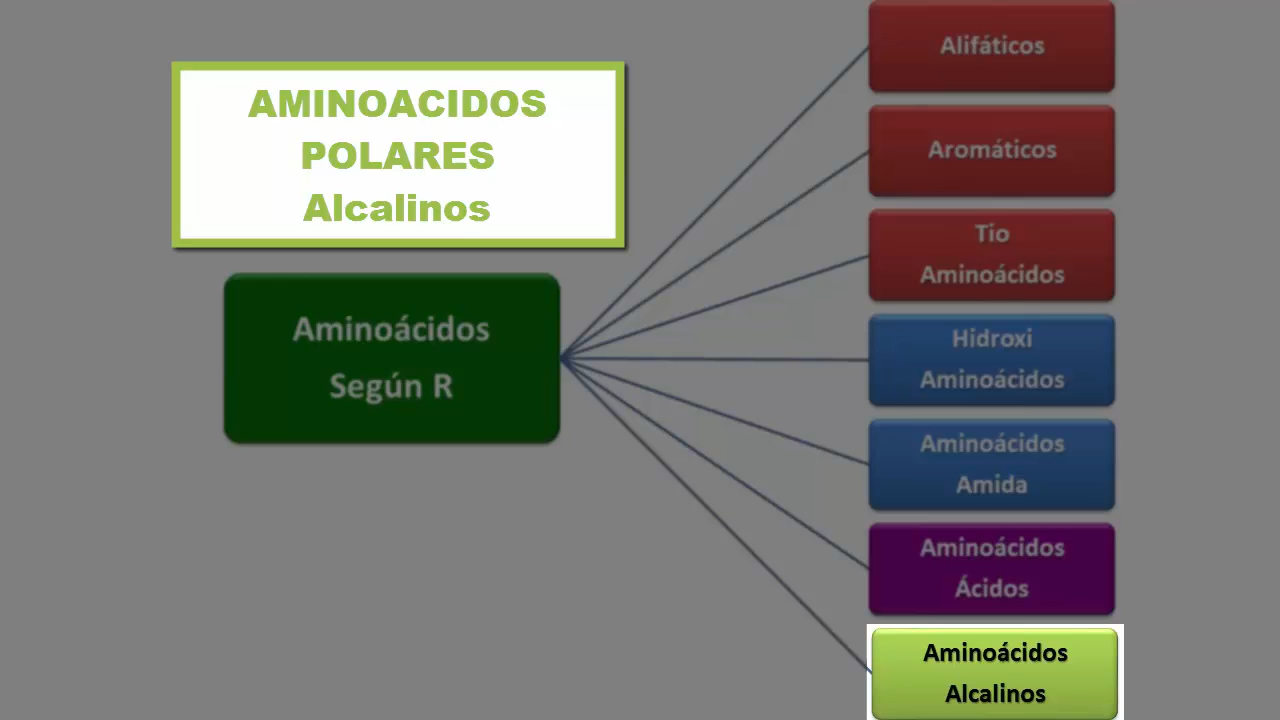 AMINOACIDOS
POLARES
Alcalinos
Aminoácidos
Según R
Alifáticos
Aromáticos
Tio
Aminoácidos
Hidroxi
Aminoácidos
Aminoácidos
Amida
Aminoácidos
Ácidos
Aminoácidos
Alcalinos